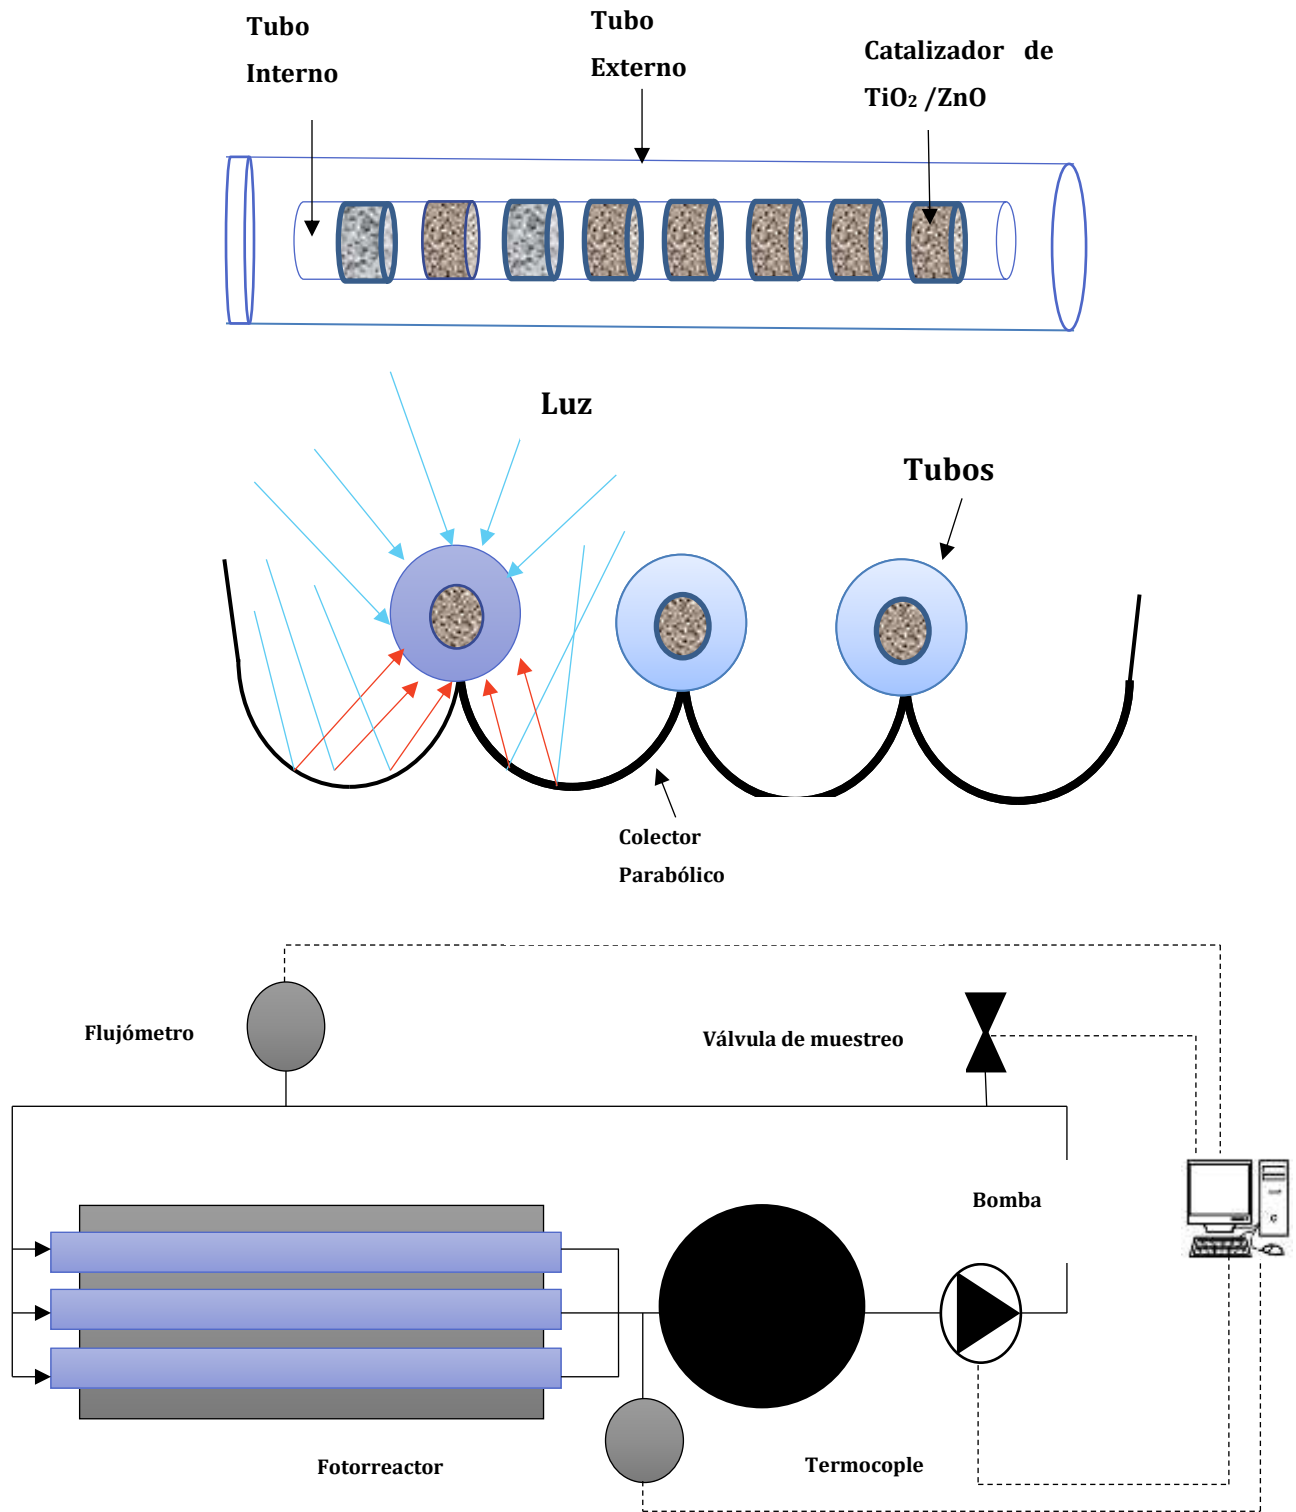 Tubo
Interno
Tubo
Externo
Catalizador de
TiO₂ /ZnO
Luz
Tubos
Colector
Parabólico
Flujómetro
Válvula de muestreo
Bomba
Fotorreactor
Termocople